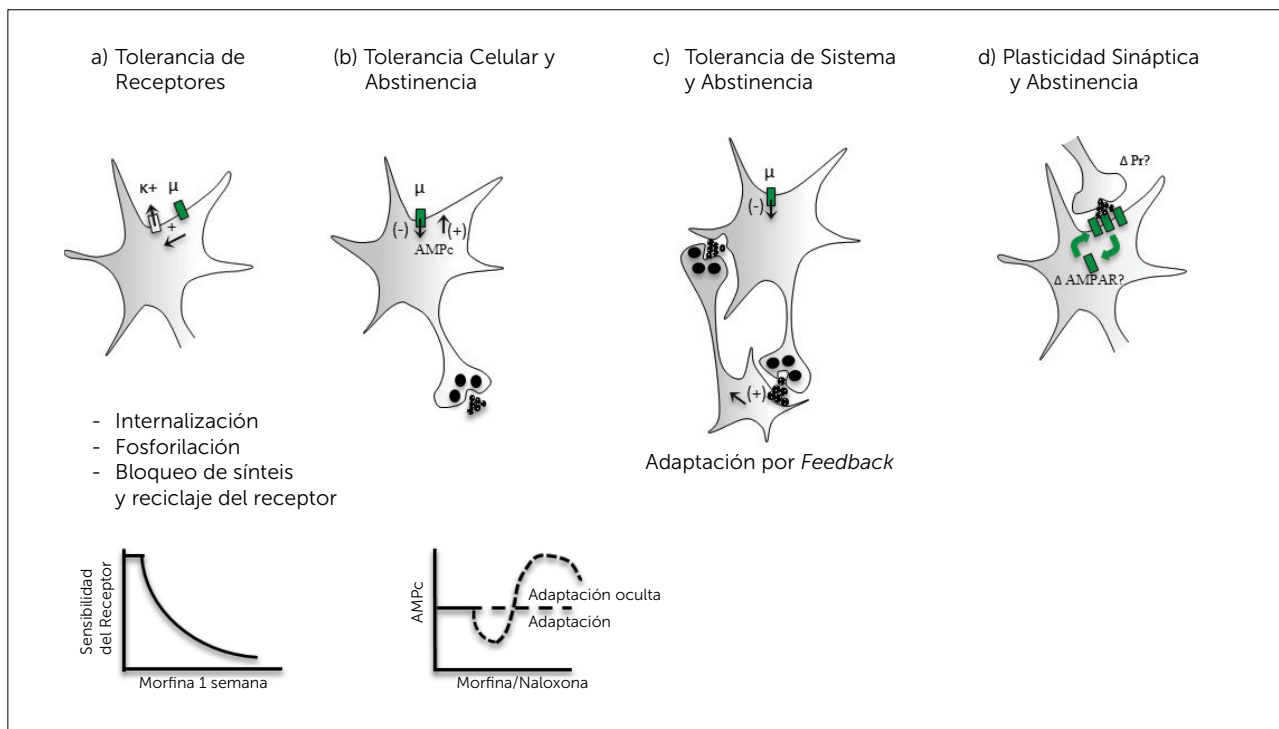 a) Tolerancia de
Receptores
(b) Tolerancia Celular y
Abstinencia
c) Tolerancia de Sistema
y Abstinencia
d) Plasticidad Sináptica
y Abstinencia
K+
μ
+
μ
(-)
(+)
AMPc
μ
(-)
(+)
Δ Pr?
Δ AMPAR?
- Internalización
- Fosforilación
- Bloqueo de sínteis
y reciclaje del receptor
Adaptación por Feedback
Sensibilidad
del Receptor
Morfina 1 semana
AMPc
Adaptación oculta
Adaptación
Morfina/Naloxona